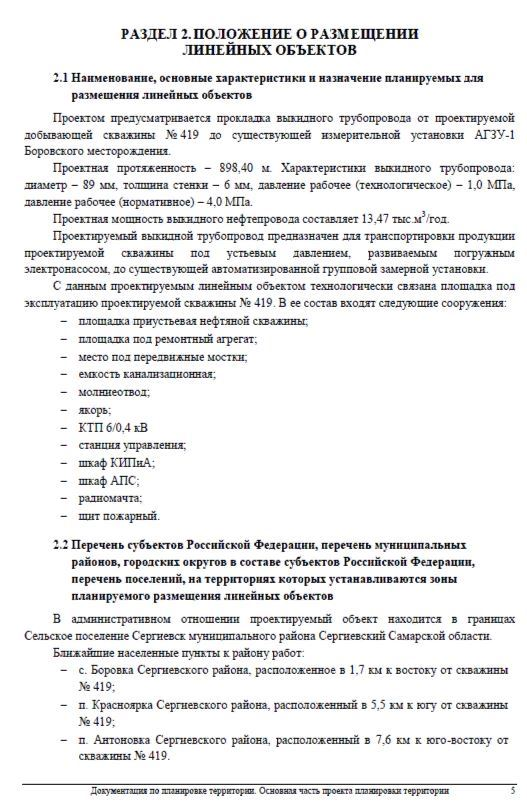 РАЗДЕЛ 2. ПОЛОЖЕНИЕ О РАЗМЕЩЕНИИ
ЛИНЕЙНЫХ ОБЪЕКТОВ
2.1 Наименование, основные характеристики и назначение планируемых для
размещения линейных объектов
Проектом предусматривается прокладка выкидного трубопровода от проектируемой
добывающей скважины № 419 до существующей измерительной установки АГЗУ-1
Боровского месторождения.
Проектная протяженность – 898,40 м. Характеристики выкидного трубопровода:
диаметр – 89 мм, толщина стенки – 6 мм, давление рабочее (технологическое) – 1,0 МПа,
давление рабочее (нормативное) – 4,0 МПа.
Проектная мощность выкидного нефтепровода составляет 13,47 тыс.м³/год.
Проектируемый выкидной трубопровод предназначен для транспортировки продукции
проектируемой скважины под устьевым давлением, развиваемым погружным
электронасосом, до существующей автоматизированной групповой замерной установки.
С данным проектируемым линейным объектом технологически связана площадка под
эксплуатацию проектируемой скважины № 419. В ее состав входят следующие сооружения:
– площадка приустьевая нефтяной скважины;
– площадка под ремонтный агрегат;
– место под передвижные мостки;
– емкость канализационная;
– молниеотвод;
– якорь;
– КТП 6/0,4 кВ
– станция управления;
– шкаф КИПиА;
– шкаф АПС;
– радиомачта;
– щит пожарный.
2.2 Перечень субъектов Российской Федерации, перечень муниципальных
районов, городских округов в составе субъектов Российской Федерации,
перечень поселений, на территориях которых устанавливаются зоны
планируемого размещения линейных объектов
В административном отношении проектируемый объект находится в границах
Сельское поселение Сергиевск муниципального района Сергиевский Самарской области.
Ближайшие населенные пункты к району работ:
– с. Боровка Сергиевского района, расположенное в 1,7 км к востоку от скважины
№ 419;
– п. Красноярка Сергиевского района, расположенный в 5,5 км к югу от скважины
№ 419;
– п. Антоновка Сергиевского района, расположенный в 7,6 км к юго-востоку от
скважины № 419.
Документация по планировке территории. Основная часть проекта планировки территории 5